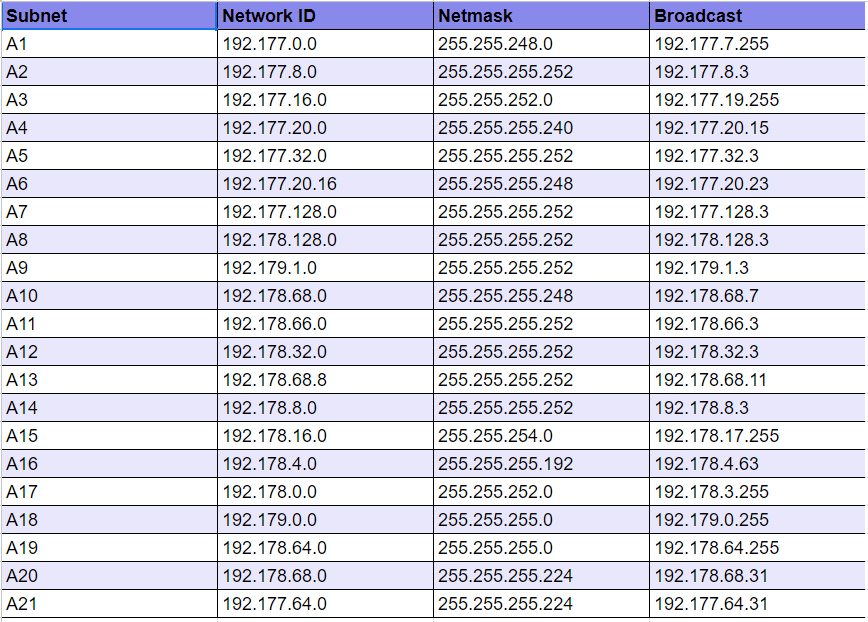 Subnet Network ID Netmask Broadcast
A1 192.177.0.0 255.255.248.0 192.177.7.255
A2 192.177.8.0 255.255.255.252 192.177.8.3
A3 192.177.16.0 255.255.252.0 192.177.19.255
A4 192.177.20.0 255.255.255.240 192.177.20.15
A5 192.177.32.0 255.255.255.252 192.177.32.3
A6 192.177.20.16 255.255.255.248 192.177.20.23
A7 192.177.128.0 255.255.255.252 192.177.128.3
A8 192.178.128.0 255.255.255.252 192.178.128.3
A9 192.179.1.0 255.255.255.252 192.179.1.3
A10 192.178.68.0 255.255.255.248 192.178.68.7
A11 192.178.66.0 255.255.255.252 192.178.66.3
A12 192.178.32.0 255.255.255.252 192.178.32.3
A13 192.178.68.8 255.255.255.252 192.178.68.11
A14 192.178.8.0 255.255.255.252 192.178.8.3
A15 192.178.16.0 255.255.254.0 192.178.17.255
A16 192.178.4.0 255.255.255.192 192.178.4.63
A17 192.178.0.0 255.255.252.0 192.178.3.255
A18 192.179.0.0 255.255.255.0 192.179.0.255
A19 192.178.64.0 255.255.255.0 192.178.64.255
A20 192.178.68.0 255.255.255.224 192.178.68.31
A21 192.177.64.0 255.255.255.224 192.177.64.31